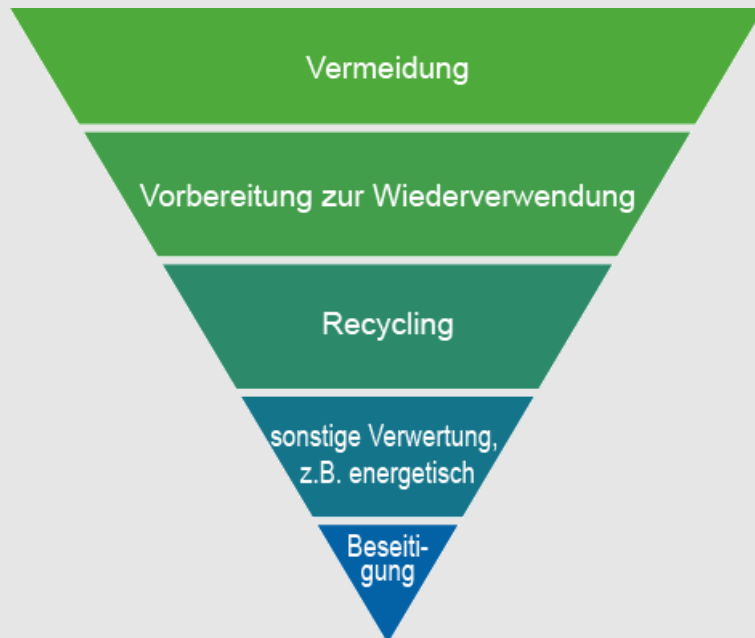 Vermeidung
Vorbereitung zur Wiederverwendung
Recycling
sonstige Verwertung,
z.B. energetisch
Beseiti-
gung